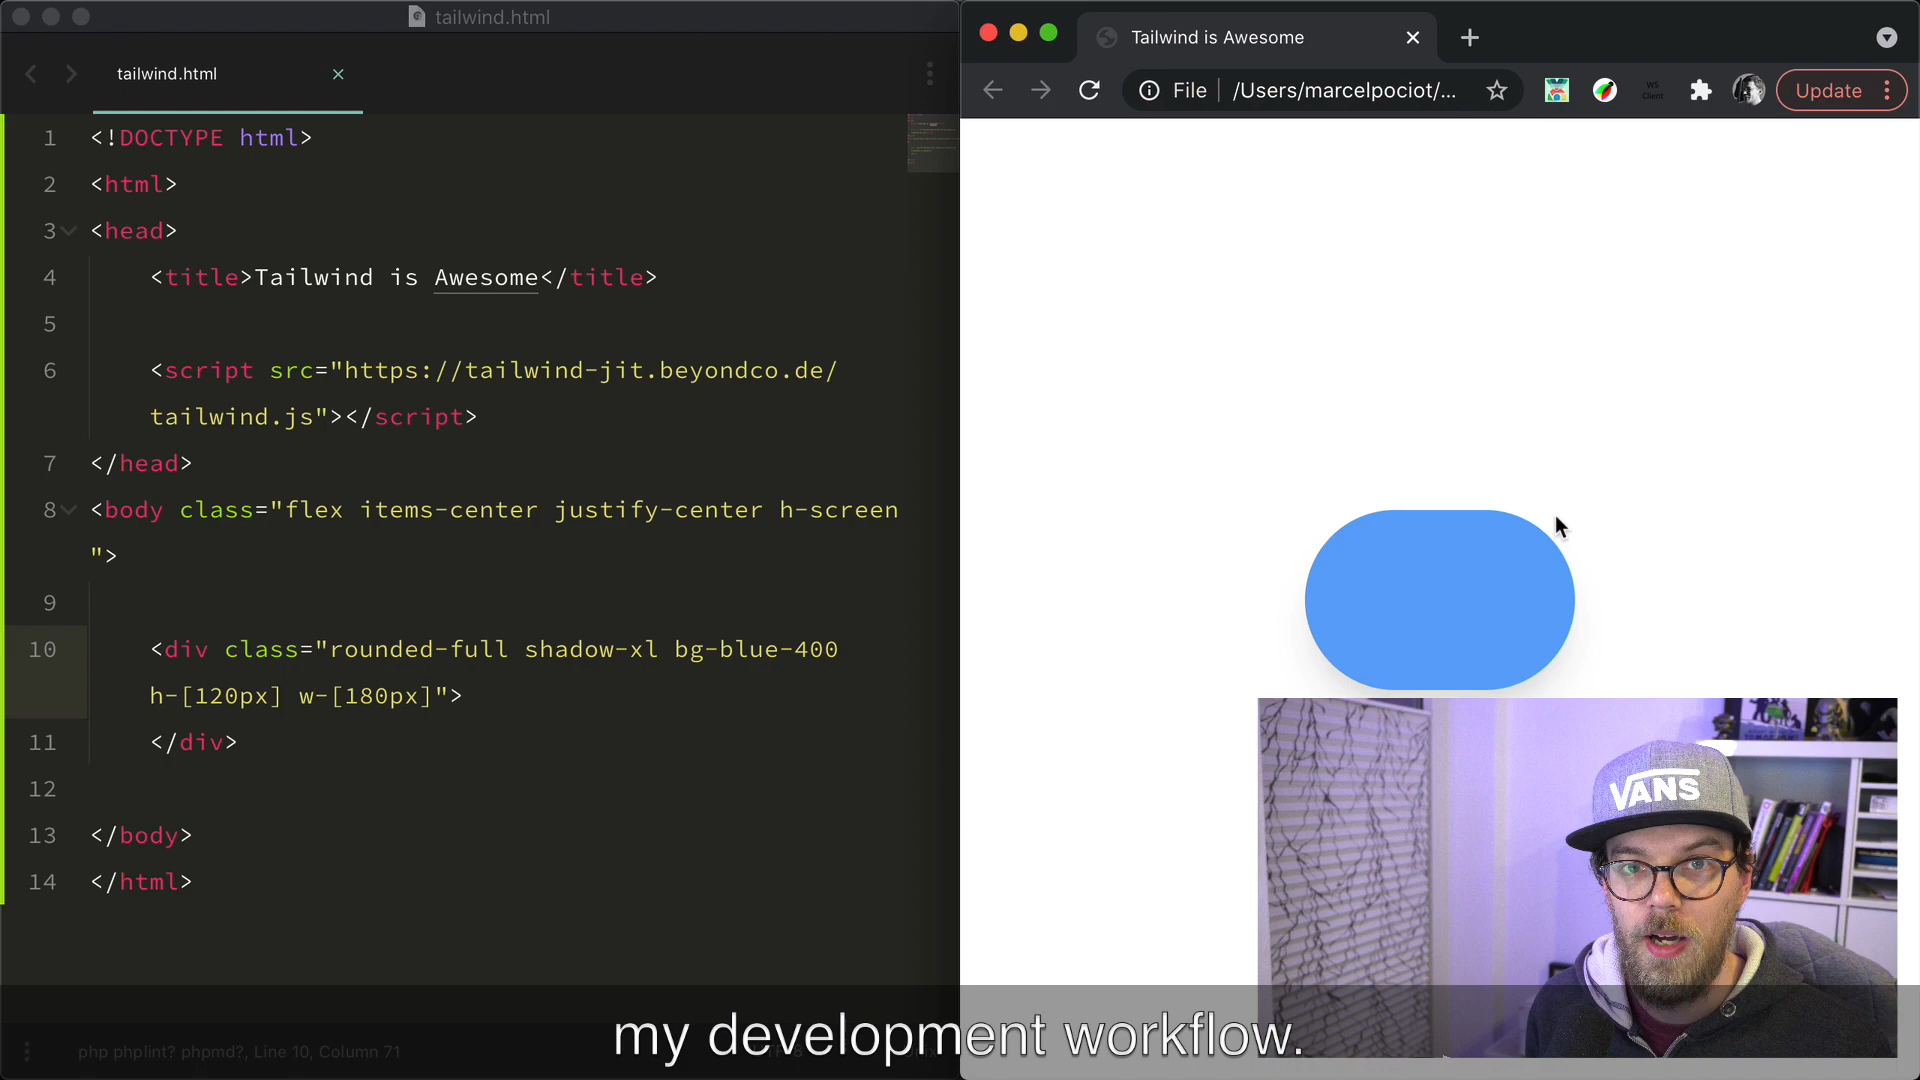 tailwind.html
tailwind.html
1 <!DOCTYPE html>
2 <html>
3 <head>
4 <title>Tailwind is Awesome</title>
5
6 <script src="https://tailwind-jit.beyondco.de/
tailwind.js"></script>
7 </head>
8 <body class="flex items-center justify-center h-screen
">
9
10 <div class="rounded-full shadow-xl bg-blue-400
h-[120px] w-[180px]">
11 </div>
12
13 </body>
14 </html>
php phplint? phpmd?, Line 10, Column 71
Tailwind is Awesome
File /Users/marcelpociot/...
WS
Client
Update
VANS
my development workflow.